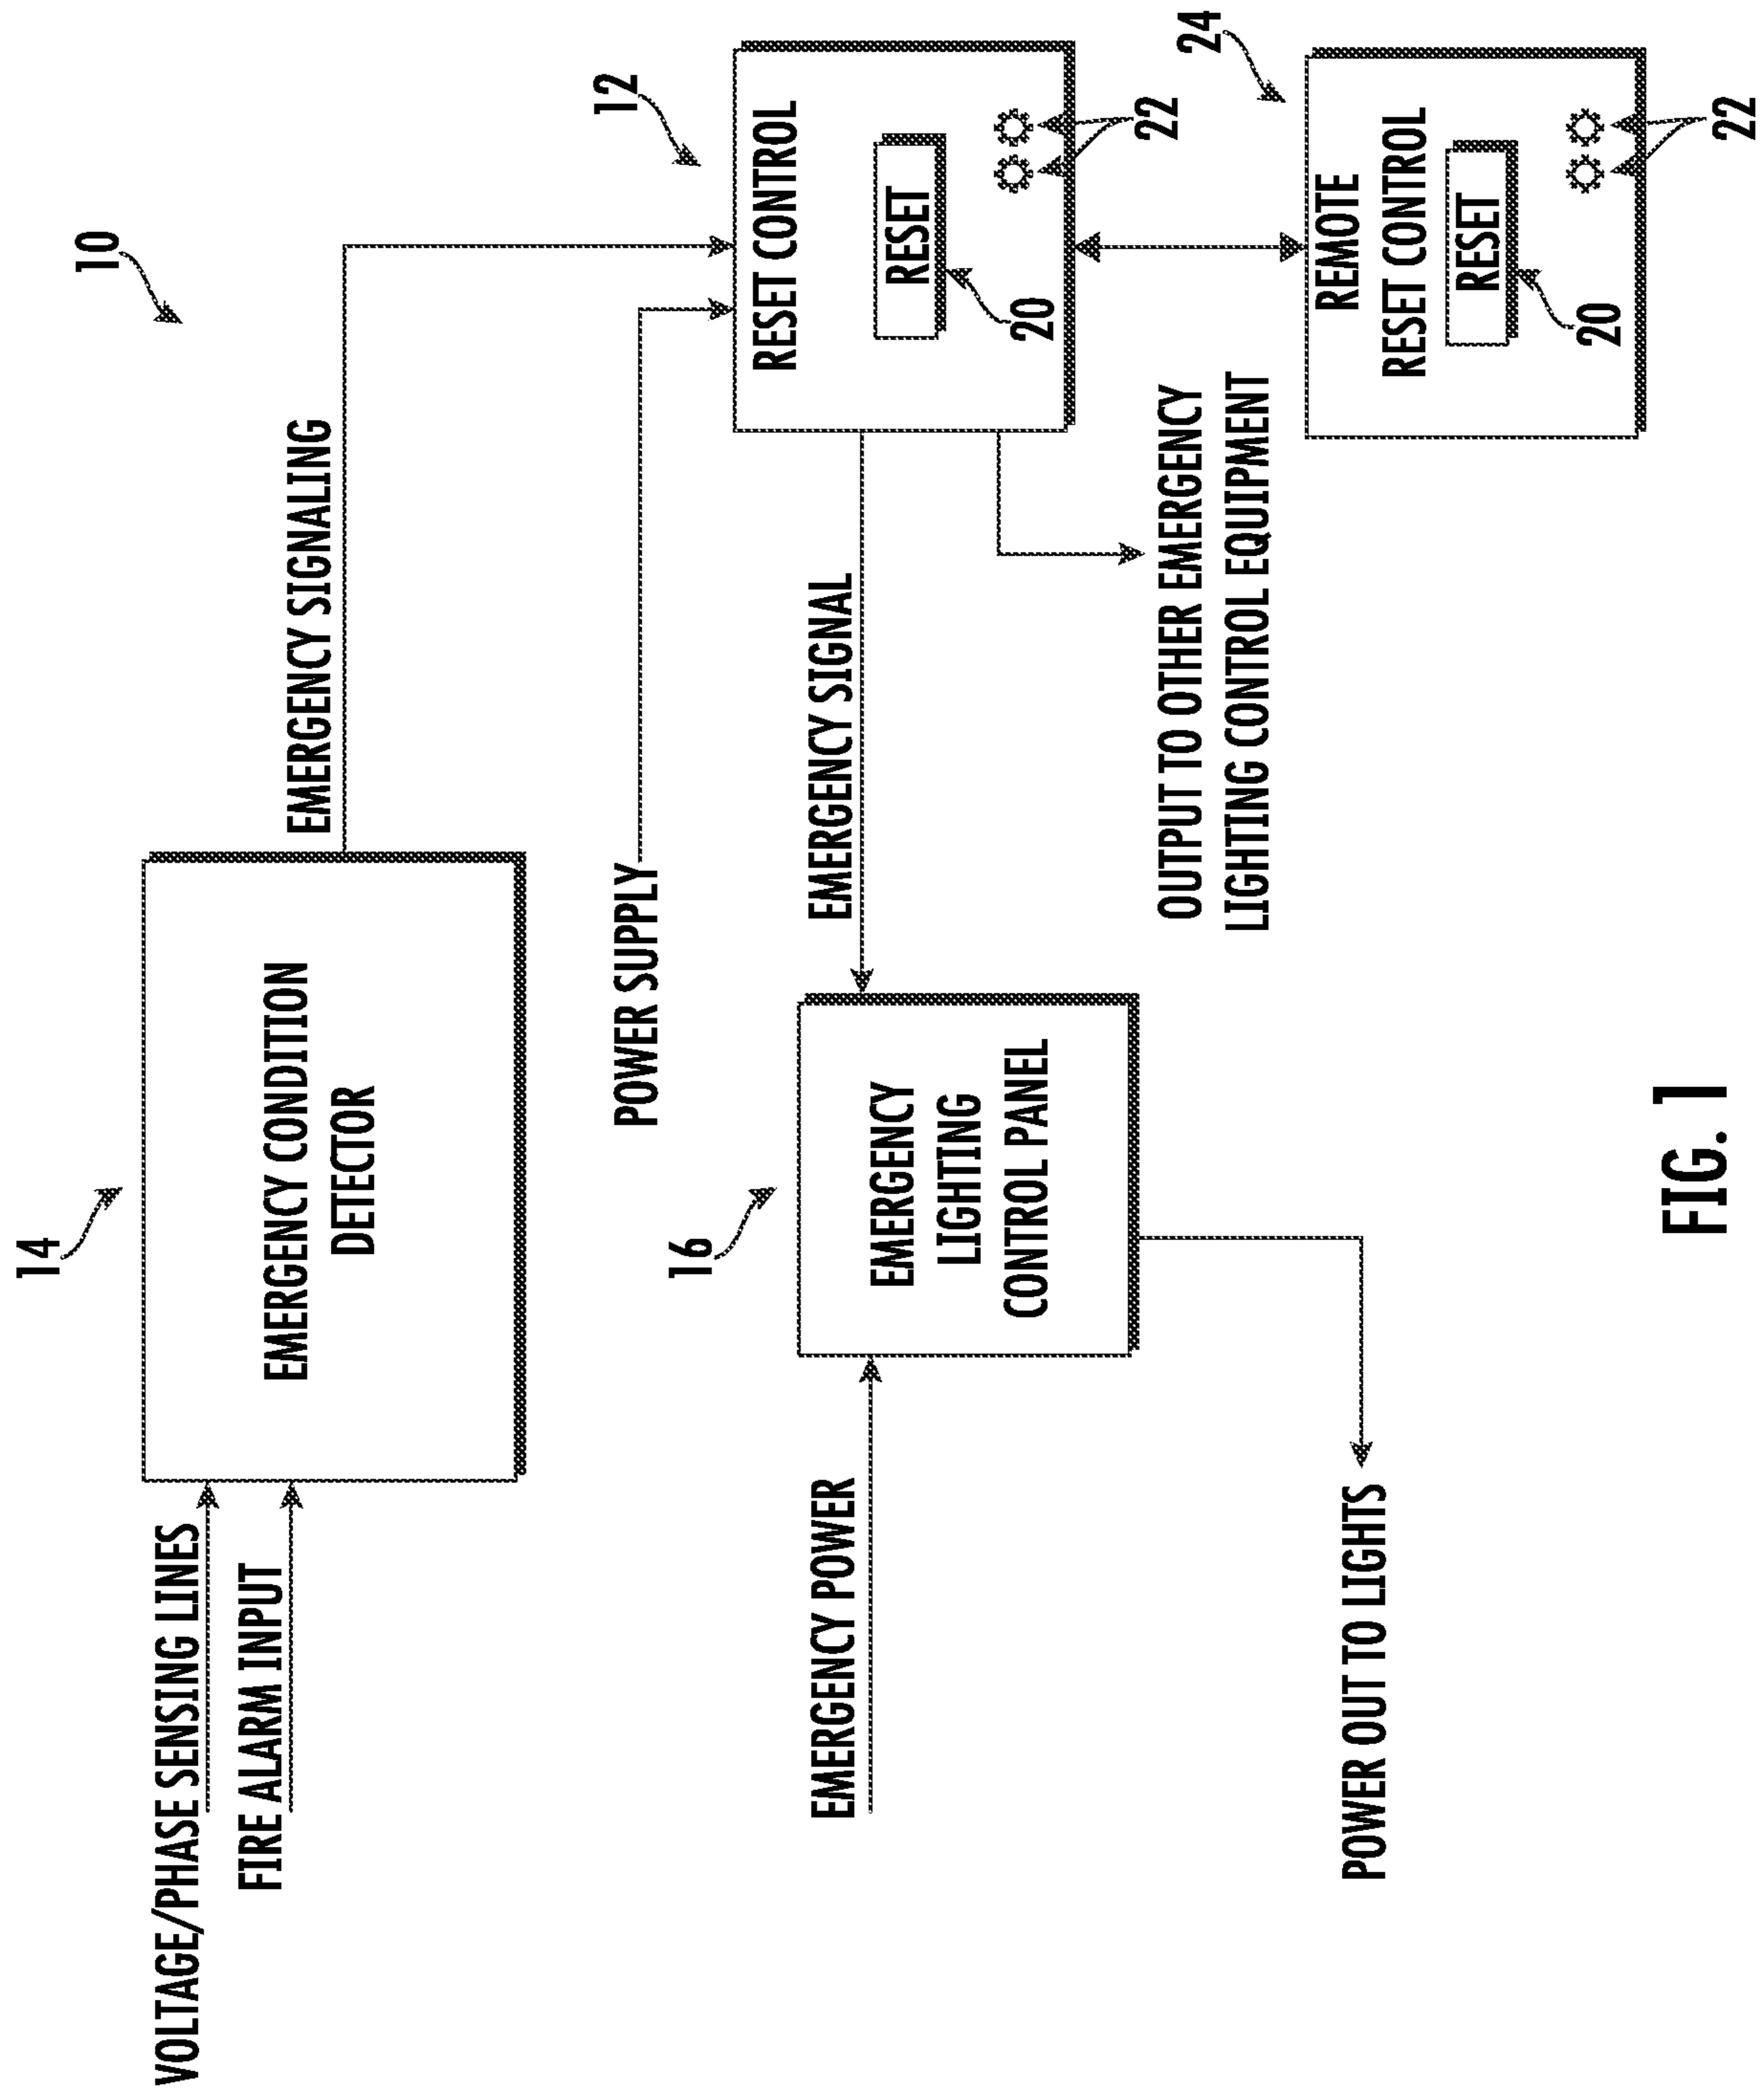 10
14
VOLTAGE/PHASE SENSING LINES
FIRE ALARM INPUT
EMERGENCY CONDITION
DETECTOR
EMERGENCY SIGNALING
POWER SUPPLY
12
RESET CONTROL
RESET
20
22
16
EMERGENCY POWER
EMERGENCY
LIGHTING
CONTROL PANEL
EMERGENCY SIGNAL
OUTPUT TO OTHER EMERGENCY
LIGHTING CONTROL EQUIPMENT
POWER OUT TO LIGHTS
24
REMOTE
RESET CONTROL
RESET
20
22
FIG. 1